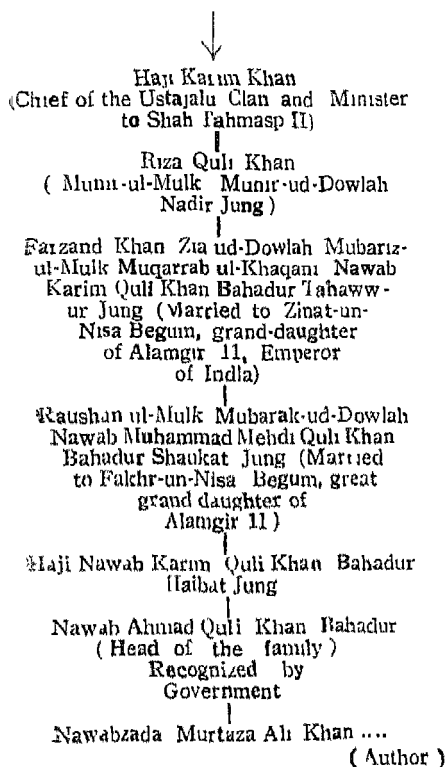 Haji Karim Khan
(Chief of the Ustajalu Clan and Minister
to Shah Tahmasp II)
Riza Quli Khan
( Munir-ul-Mulk Munir-ud-Dowlah
Nadir Jung )
Farzand Khan Zia ud-Dowlah Mubariz-
ul-Mulk Muqarrab ul-Khaqani Nawab
Karim Quli Khan Bahadur Tahaww-
ur Jung (Married to Zinat-un-
Nisa Begum, grand-daughter
of Alamgir 11, Emperor
of India)
*Raushan ul-Mulk Mubarak-ud-Dowlah
Nawab Muhammad Mehdi Quli Khan
Bahadur Shaukat Jung (Married
to Fakhr-un-Nisa Begum, great
grand daughter of
Alamgir 11 )
*Haji Nawab Karim Quli Khan Bahadur
Haibat Jung
Nawab Ahmad Quli Khan Bahadur
( Head of the family )
Recognized by
Government
Nawabzada Murtaza Ali Khan ....
( Author )